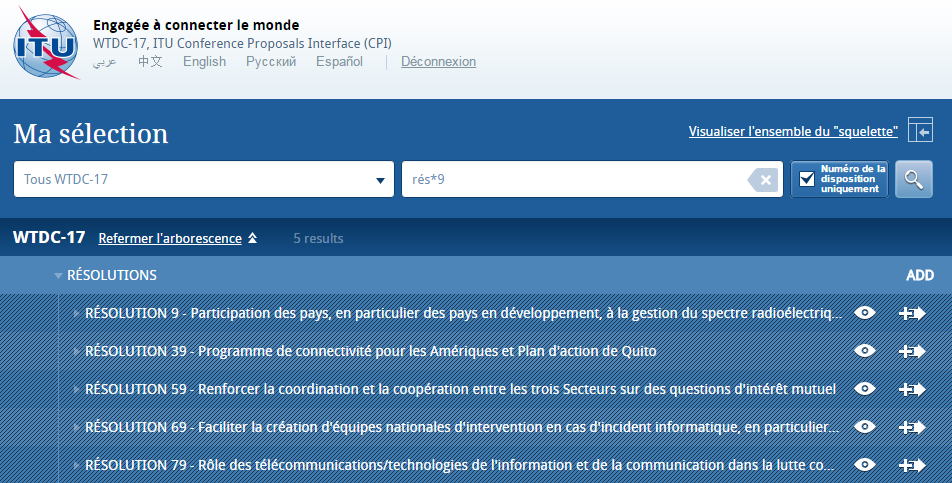 ITU
Engagée à connecter le monde
WTDC-17, ITU Conference Proposals Interface (CPI)
عربي 中文 English Русский Español Déconnexion
Ma sélection
Visualiser l'ensemble du "squelette"
Tous WTDC-17
rés*9
Numéro de la
disposition
uniquement
WTDC-17 Refermer l'arborescence 5 results
RÉSOLUTIONS ADD
RÉSOLUTION 9 - Participation des pays, en particulier des pays en développement, à la gestion du spectre radioélectriq...
RÉSOLUTION 39 - Programme de connectivité pour les Amériques et Plan d'action de Quito
RÉSOLUTION 59 - Renforcer la coordination et la coopération entre les trois Secteurs sur des questions d'intérêt mutuel
RÉSOLUTION 69 - Faciliter la création d'équipes nationales d'intervention en cas d'incident informatique, en particulier...
RÉSOLUTION 79 - Rôle des télécommunications/technologies de l'information et de la communication dans la lutte co...